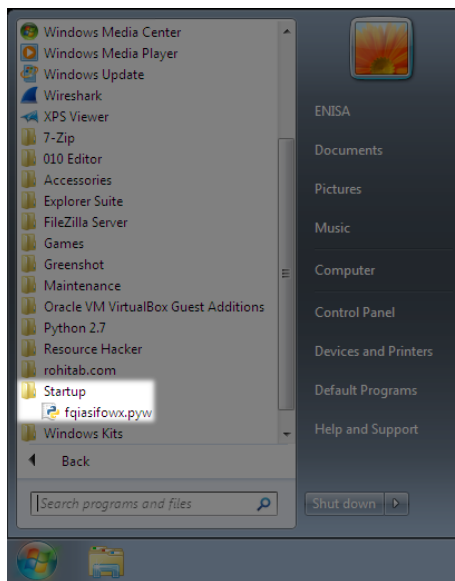 Windows Media Center
Windows Media Player
Windows Update
Wireshark
XPS Viewer
7-Zip
010 Editor
Accessories
Explorer Suite
FileZilla Server
Games
Greenshot
Maintenance
Oracle VM VirtualBox Guest Additions
Python 2.7
Resource Hacker
rohitab.com
Startup
fqiasifowx.pyw
Windows Kits
Back
Search programs and files
ENISA
Documents
Pictures
Music
Computer
Control Panel
Devices and Printers
Default Programs
Help and Support
Shut down